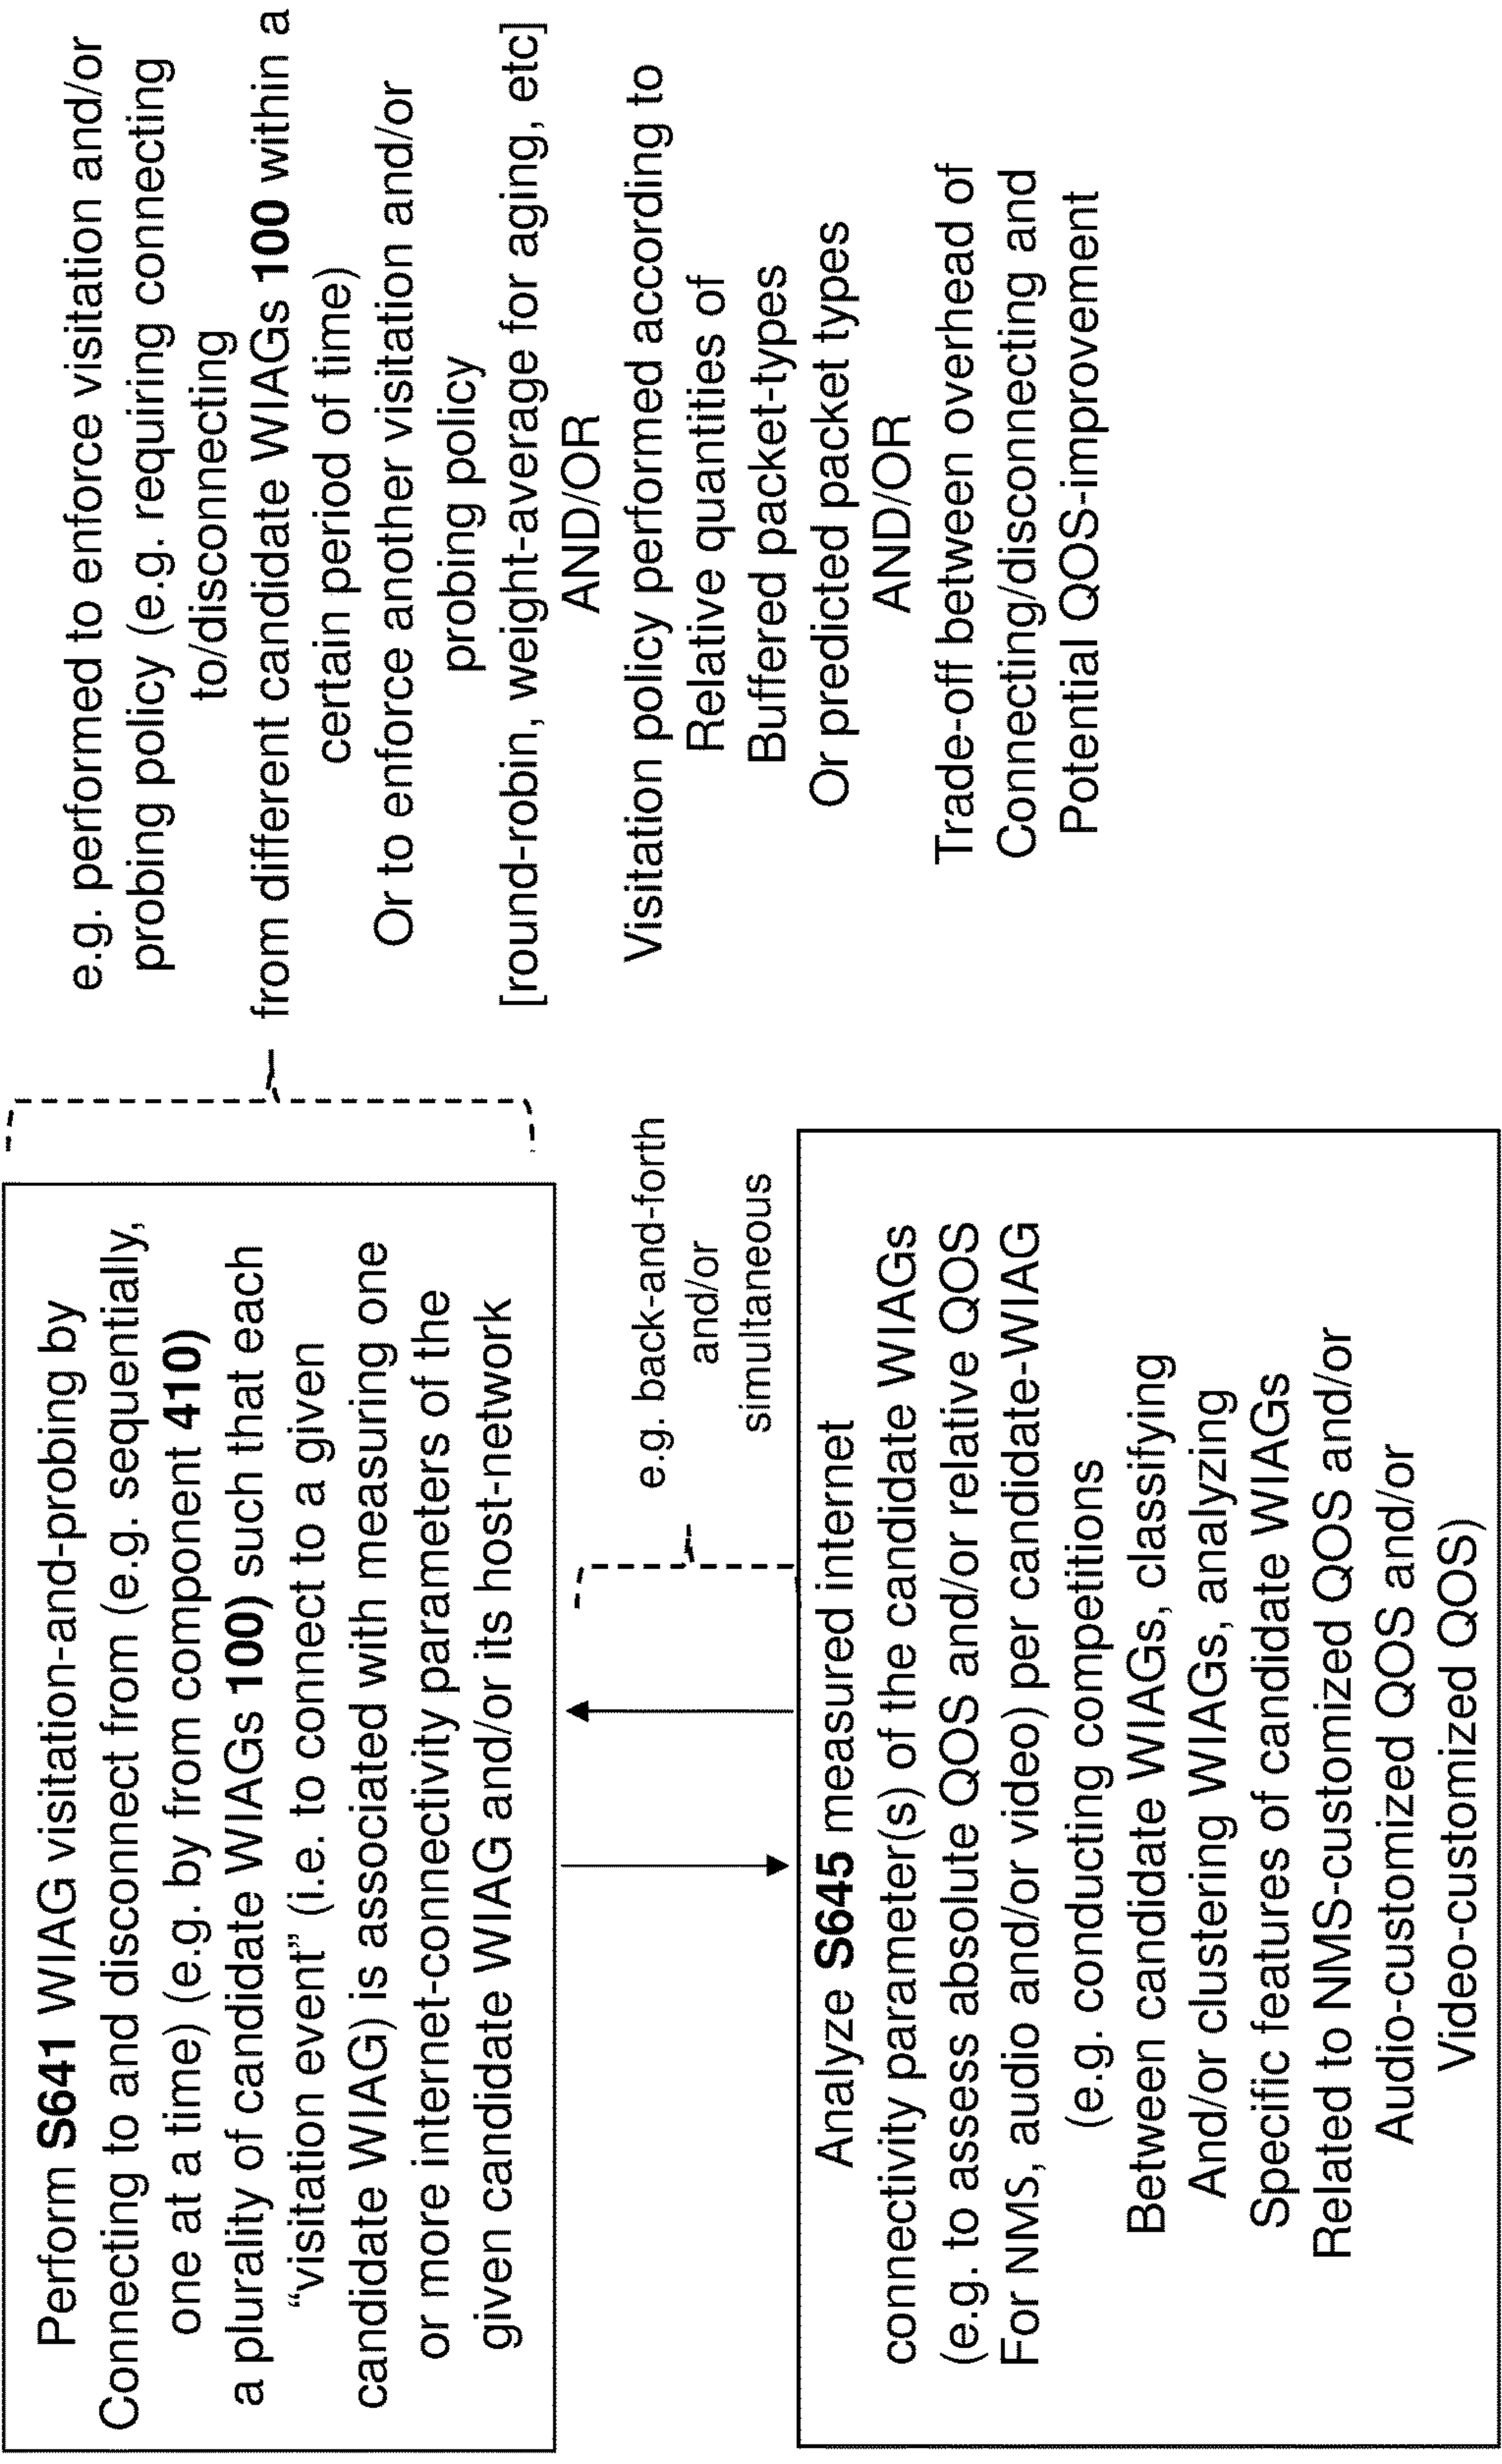 Perform S641 WIAG visitation-and-probing by
Connecting to and disconnect from (e.g. sequentially,
one at a time) (e.g. by from component 410)
a plurality of candidate WIAGs 100) such that each
“visitation event” (i.e. to connect to a given
candidate WIAG) is associated with measuring one
or more internet-connectivity parameters of the
given candidate WIAG and/or its host-network
e.g. performed to enforce visitation and/or
probing policy (e.g. requiring connecting
to/disconnecting
from different candidate WIAGs 100 within a
certain period of time)
Or to enforce another visitation and/or
probing policy
[round-robin, weight-average for aging, etc]
AND/OR
Visitation policy performed according to
Relative quantities of
Buffered packet-types
Or predicted packet types
AND/OR
Trade-off between overhead of
Connecting/disconnecting and
Potential QOS-improvement
e.g. back-and-forth
and/or
simultaneous
Analyze S645 measured internet
connectivity parameter(s) of the candidate WIAGs
(e.g. to assess absolute QOS and/or relative QOS
For NMS, audio and/or video) per candidate-WIAG
(e.g. conducting competitions
Between candidate WIAGs, classifying
And/or clustering WIAGs, analyzing
Specific features of candidate WIAGs
Related to NMS-customized QOS and/or
Audio-customized QOS and/or
Video-customized QOS)